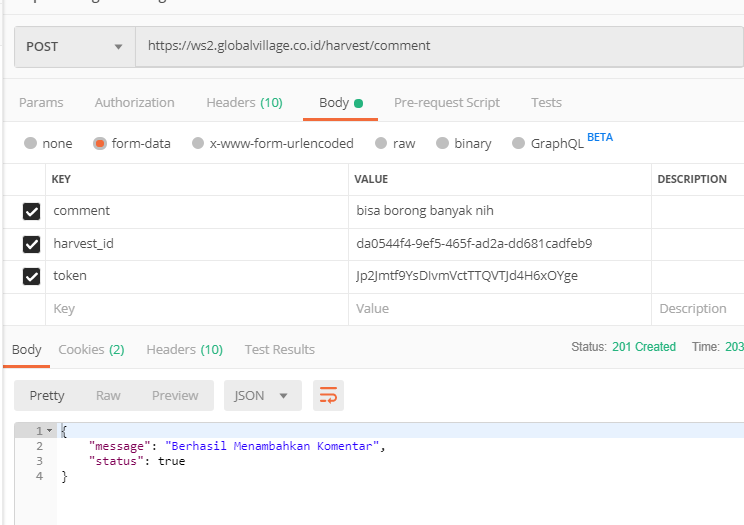 POST https://ws2.globalvillage.co.id/harvest/comment
Params Authorization Headers (10) Body Pre-request Script Tests
none form-data x-www-form-urlencoded raw binary GraphQL BETA
KEY VALUE DESCRIPTION
comment bisa borong banyak nih
harvest_id da0544f4-9ef5-465f-ad2a-dd681cadfeb9
token Jp2Jmtf9YsDIvmVctTTQVTJd4H6xOYge
Key Value Description
Body Cookies (2) Headers (10) Test Results Status: 201 Created Time: 203
Pretty Raw Preview JSON
1 {
2 "message": "Berhasil Menambahkan Komentar",
3 "status": true
4 }